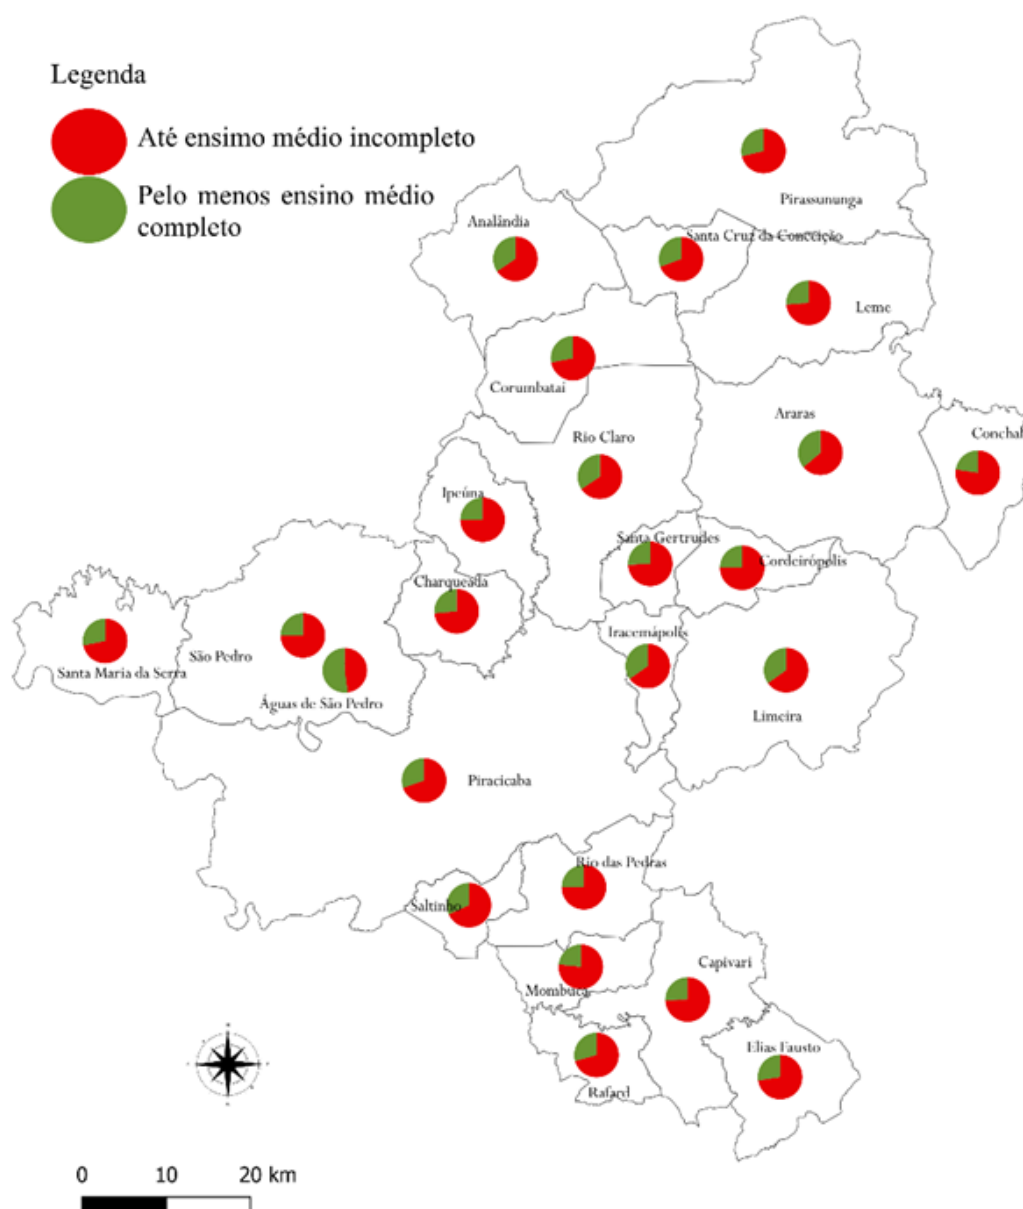 Legenda
Até ensimo médio incompleto
Pelo menos ensino médio
completo
Pirassununga
Analândia
Santa Cruz da Conceição
Leme
Corumbataí
Araras
Rio Claro
Conchal
Ipeúna
Santa Gertrudes
Cordeirópolis
Charqueada
Iracemápolis
São Pedro
Santa Maria da Serra
Águas de São Pedro
Limeira
Piracicaba
Rio das Pedras
Saltinho
Capivari
Mombuca
Elias Fausto
Rafard
0 10 20 km